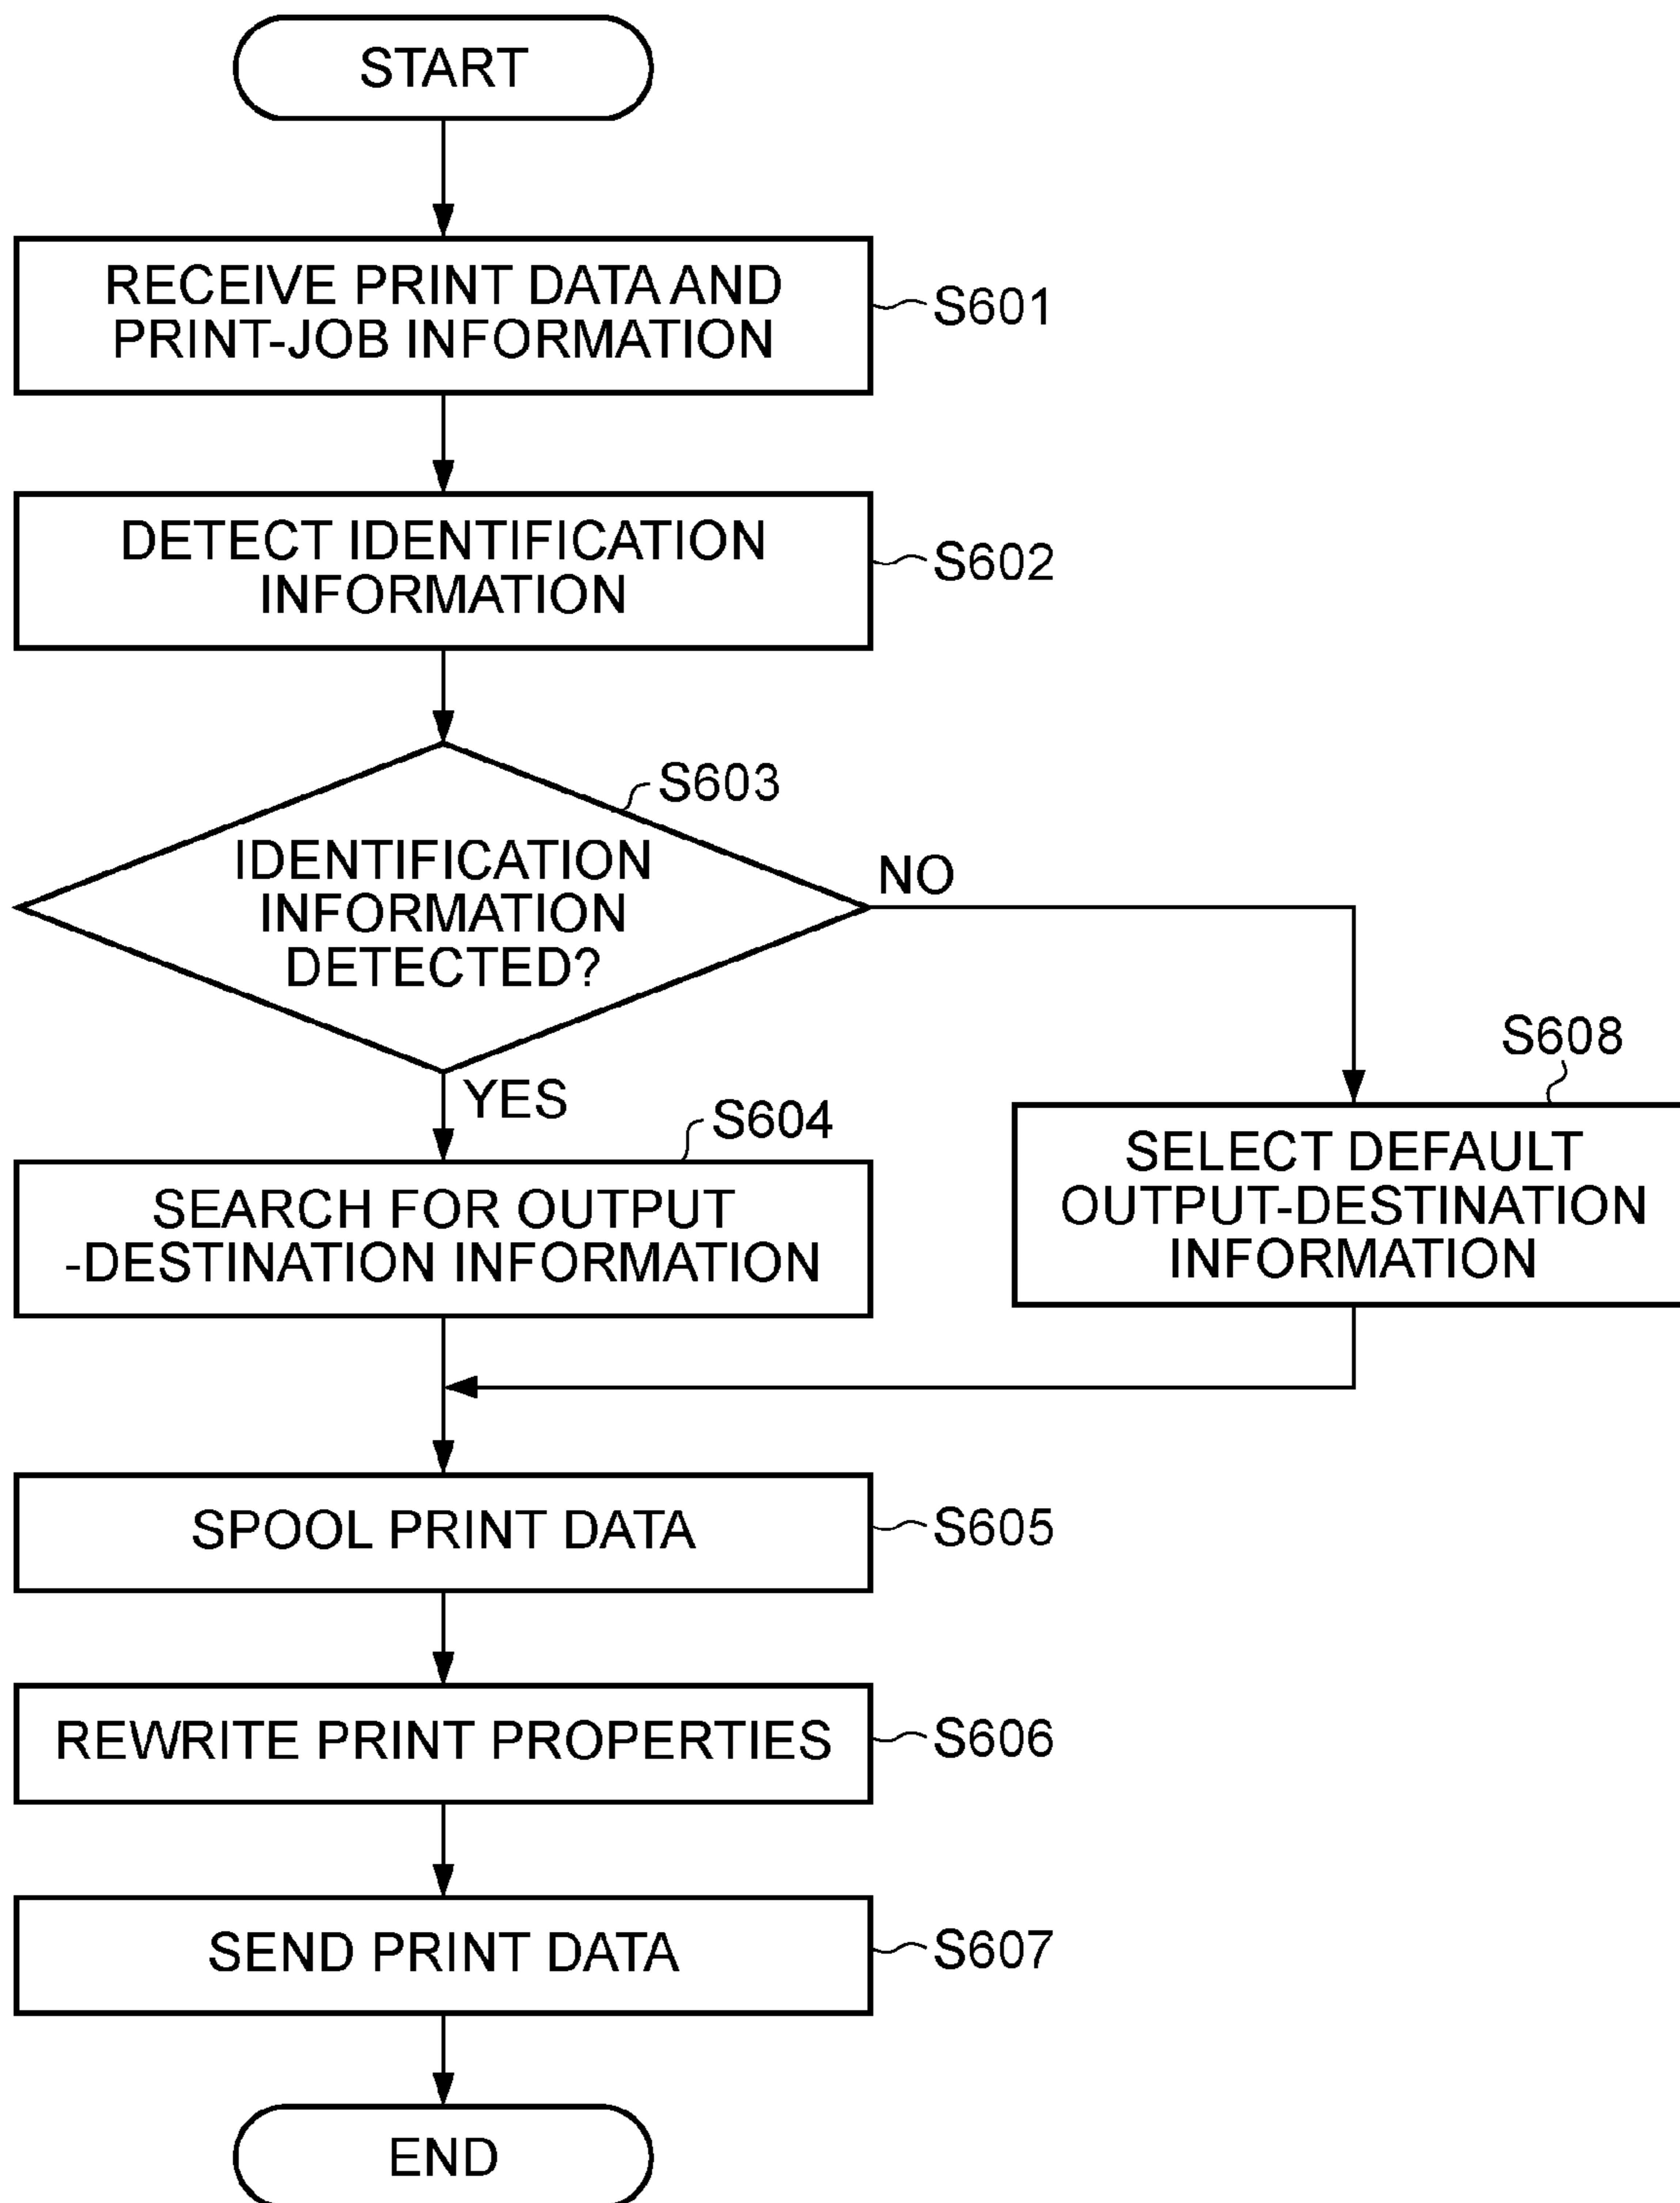 START
RECEIVE PRINT DATA AND
PRINT-JOB INFORMATION
S601
DETECT IDENTIFICATION
INFORMATION
S602
S603
IDENTIFICATION
INFORMATION
DETECTED?
NO
YES
S604
SEARCH FOR OUTPUT
-DESTINATION INFORMATION
S608
SELECT DEFAULT
OUTPUT-DESTINATION
INFORMATION
SPOOL PRINT DATA
S605
REWRITE PRINT PROPERTIES
S606
SEND PRINT DATA
S607
END